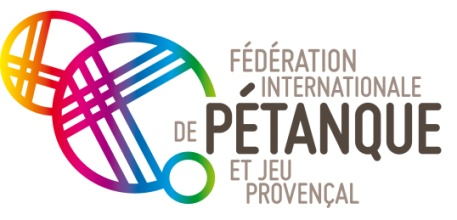 FÉDÉRATION
INTERNATIONALE
DE PÉTANQUE
ET JEU
PROVENÇAL